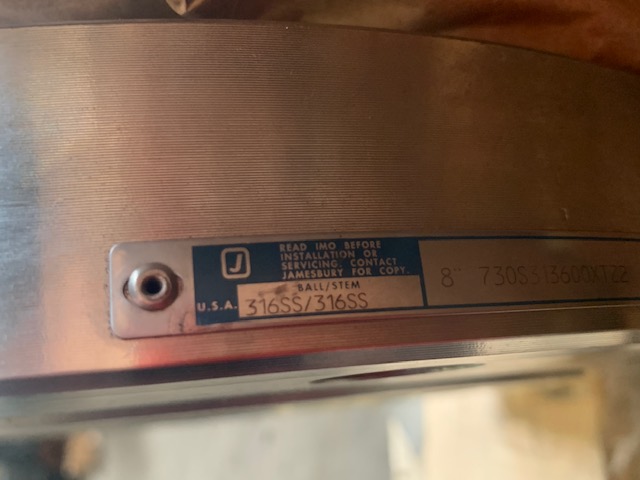 J
READ IMO BEFORE
INSTALLATION OR
SERVICING. CONTACT
JAMESBURY FOR COPY.
BALL/STEM
U.S.A. 316SS/316SS
8"